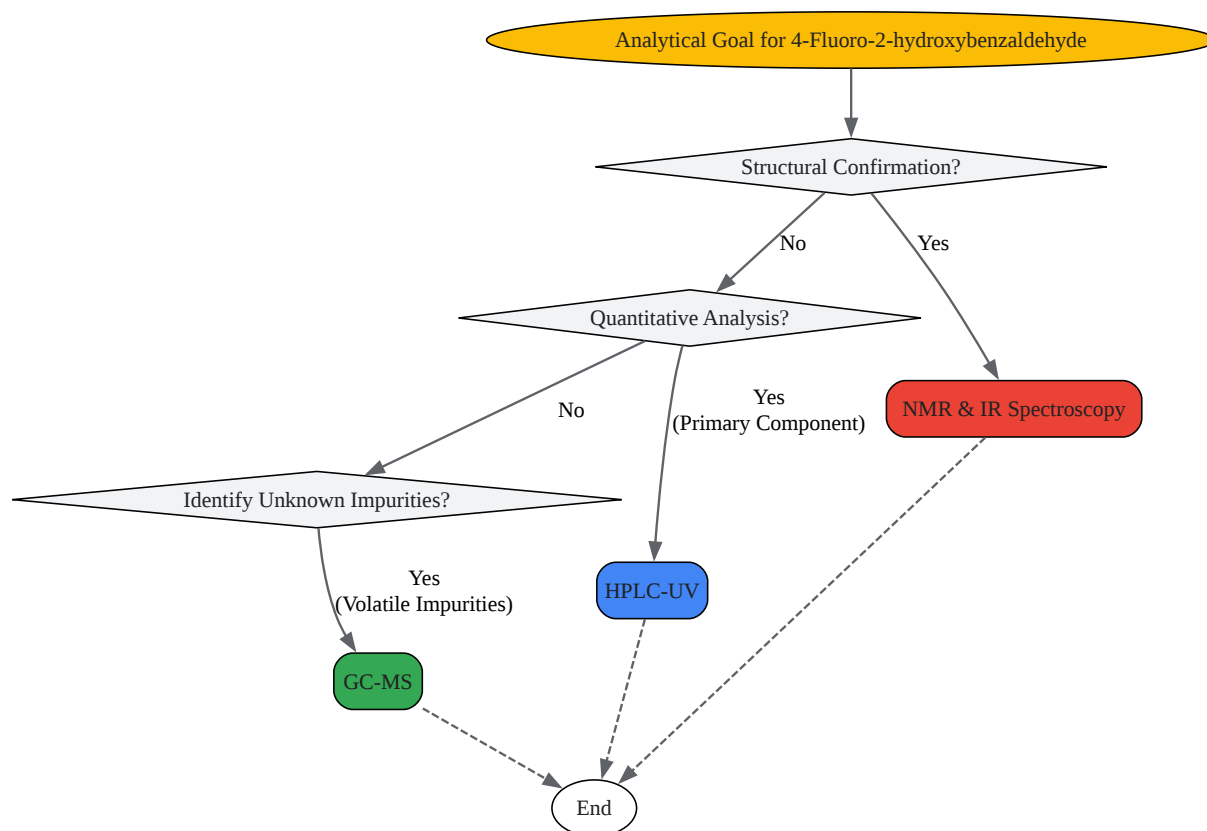 Analytical Goal for 4-Fluoro-2-hydroxybenzaldehyde
Structural Confirmation?
No
Yes
Quantitative Analysis?
No
Yes
(Primary Component)
NMR & IR Spectroscopy
Identify Unknown Impurities?
Yes
(Volatile Impurities)
HPLC-UV
GC-MS
End